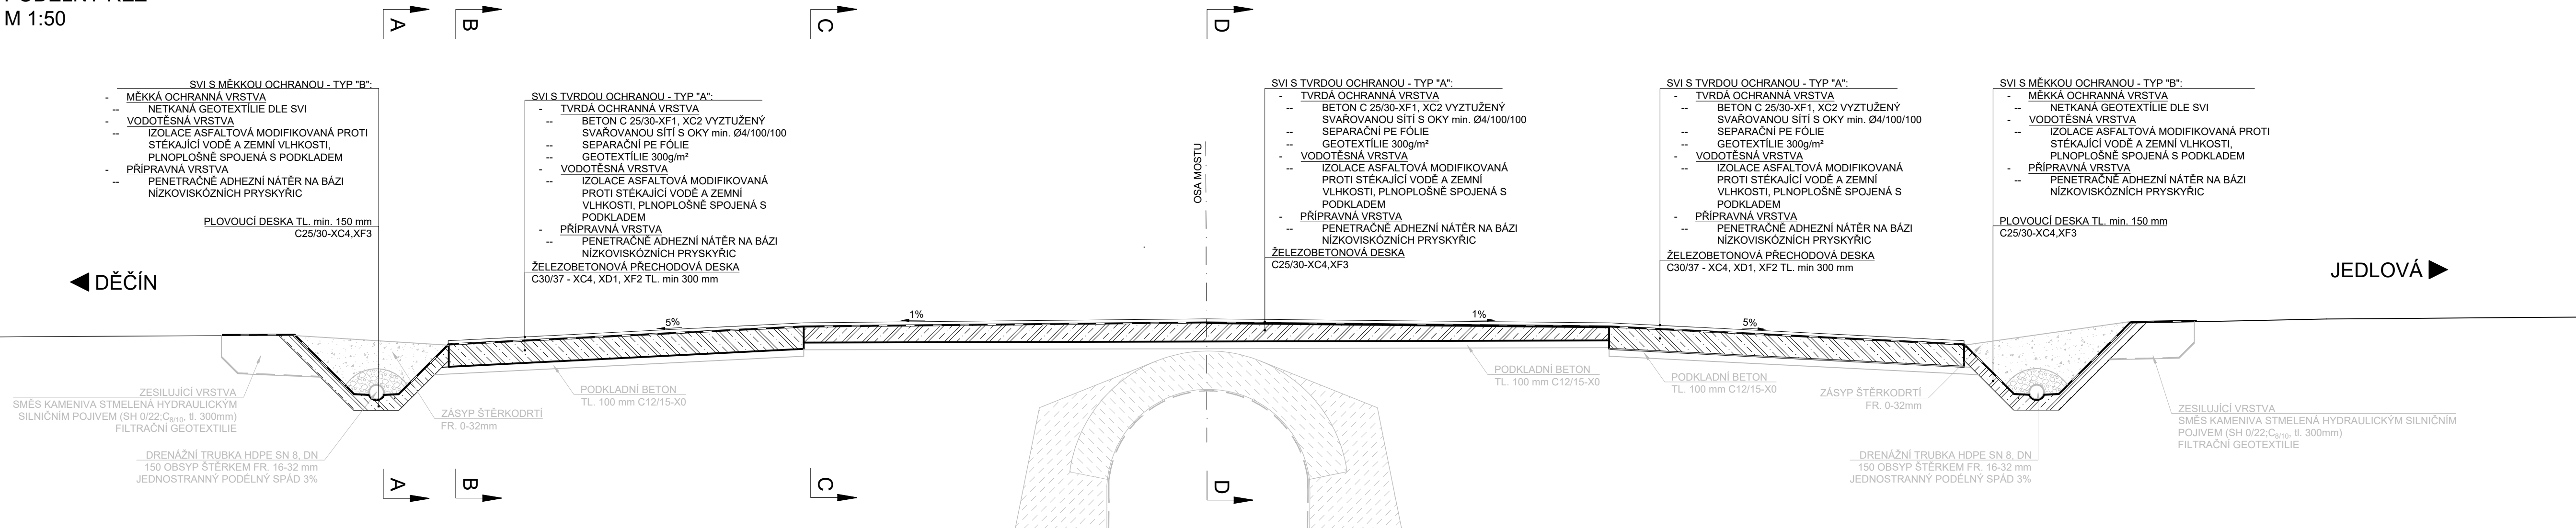 M 1:50
A
B
C
D
SVI S MĚKKOU OCHRANOU - TYP "B":
- MĚKKÁ OCHRANNÁ VRSTVA
-- NETKANÁ GEOTEXTÍLIE DLE SVI
- VODOTĚSNÁ VRSTVA
-- IZOLACE ASFALTOVÁ MODIFIKOVANÁ PROTI
STÉKAJÍCÍ VODĚ A ZEMNÍ VLHKOSTI,
PLNOPLOŠNĚ SPOJENÁ S PODKLADEM
- PŘÍPRAVNÁ VRSTVA
-- PENETRAČNĚ ADHEZNÍ NÁTĚR NA BÁZI
NÍZKOVISKÓZNÍCH PRYSKYŘIC
PLOVOUCÍ DESKA TL. min. 150 mm
C25/30-XC4,XF3
SVI S TVRDOU OCHRANOU - TYP "A":
- TVRDÁ OCHRANNÁ VRSTVA
-- BETON C 25/30-XF1, XC2 VYZTUŽENÝ
SVAŘOVANOU SÍTÍ S OKY min. Ø4/100/100
-- SEPARAČNÍ PE FÓLIE
-- GEOTEXTÍLIE 300g/m²
- VODOTĚSNÁ VRSTVA
-- IZOLACE ASFALTOVÁ MODIFIKOVANÁ
PROTI STÉKAJÍCÍ VODĚ A ZEMNÍ
VLHKOSTI, PLNOPLOŠNĚ SPOJENÁ S
PODKLADEM
- PŘÍPRAVNÁ VRSTVA
-- PENETRAČNĚ ADHEZNÍ NÁTĚR NA BÁZI
NÍZKOVISKÓZNÍCH PRYSKYŘIC
ŽELEZOBETONOVÁ PŘECHODOVÁ DESKA
C30/37 - XC4, XD1, XF2 TL. min 300 mm
OSA MOSTU
SVI S TVRDOU OCHRANOU - TYP "A":
- TVRDÁ OCHRANNÁ VRSTVA
-- BETON C 25/30-XF1, XC2 VYZTUŽENÝ
SVAŘOVANOU SÍTÍ S OKY min. Ø4/100/100
-- SEPARAČNÍ PE FÓLIE
-- GEOTEXTÍLIE 300g/m²
- VODOTĚSNÁ VRSTVA
-- IZOLACE ASFALTOVÁ MODIFIKOVANÁ
PROTI STÉKAJÍCÍ VODĚ A ZEMNÍ
VLHKOSTI, PLNOPLOŠNĚ SPOJENÁ S
PODKLADEM
- PŘÍPRAVNÁ VRSTVA
-- PENETRAČNĚ ADHEZNÍ NÁTĚR NA BÁZI
NÍZKOVISKÓZNÍCH PRYSKYŘIC
ŽELEZOBETONOVÁ DESKA
C25/30-XC4,XF3
SVI S TVRDOU OCHRANOU - TYP "A":
- TVRDÁ OCHRANNÁ VRSTVA
-- BETON C 25/30-XF1, XC2 VYZTUŽENÝ
SVAŘOVANOU SÍTÍ S OKY min. Ø4/100/100
-- SEPARAČNÍ PE FÓLIE
-- GEOTEXTÍLIE 300g/m²
- VODOTĚSNÁ VRSTVA
-- IZOLACE ASFALTOVÁ MODIFIKOVANÁ
PROTI STÉKAJÍCÍ VODĚ A ZEMNÍ
VLHKOSTI, PLNOPLOŠNĚ SPOJENÁ S
PODKLADEM
- PŘÍPRAVNÁ VRSTVA
-- PENETRAČNĚ ADHEZNÍ NÁTĚR NA BÁZI
NÍZKOVISKÓZNÍCH PRYSKYŘIC
ŽELEZOBETONOVÁ PŘECHODOVÁ DESKA
C30/37 - XC4, XD1, XF2 TL. min 300 mm
SVI S MĚKKOU OCHRANOU - TYP "B":
- MĚKKÁ OCHRANNÁ VRSTVA
-- NETKANÁ GEOTEXTÍLIE DLE SVI
- VODOTĚSNÁ VRSTVA
-- IZOLACE ASFALTOVÁ MODIFIKOVANÁ PROTI
STÉKAJÍCÍ VODĚ A ZEMNÍ VLHKOSTI,
PLNOPLOŠNĚ SPOJENÁ S PODKLADEM
- PŘÍPRAVNÁ VRSTVA
-- PENETRAČNĚ ADHEZNÍ NÁTĚR NA BÁZI
NÍZKOVISKÓZNÍCH PRYSKYŘIC
PLOVOUCÍ DESKA TL. min. 150 mm
C25/30-XC4,XF3
DĚČÍN
JEDLOVÁ
5%
1%
1%
5%
ZESILUJÍCÍ VRSTVA
SMĚS KAMENIVA STMELENÁ HYDRAULICKÝM
SILNIČNÍM POJIVEM (SH 0/22;C8/10, tl. 300mm)
FILTRAČNÍ GEOTEXTILIE
DRENÁŽNÍ TRUBKA HDPE SN 8, DN
150 OBSYP ŠTĚRKEM FR. 16-32 mm
JEDNOSTRANNÝ PODÉLNÝ SPÁD 3%
ZÁSYP ŠTĚRKODRTÍ
FR. 0-32mm
PODKLADNÍ BETON
TL. 100 mm C12/15-X0
PODKLADNÍ BETON
TL. 100 mm C12/15-X0
PODKLADNÍ BETON
TL. 100 mm C12/15-X0
ZÁSYP ŠTĚRKODRTÍ
FR. 0-32mm
DRENÁŽNÍ TRUBKA HDPE SN 8, DN
150 OBSYP ŠTĚRKEM FR. 16-32 mm
JEDNOSTRANNÝ PODÉLNÝ SPÁD 3%
ZESILUJÍCÍ VRSTVA
SMĚS KAMENIVA STMELENÁ HYDRAULICKÝM SILNIČNÍM
POJIVEM (SH 0/22;C8/10, tl. 300mm)
FILTRAČNÍ GEOTEXTILIE
A
B
C
D